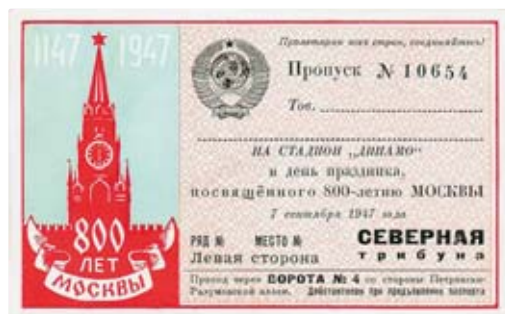 1147 1947
800
ЛЕТ
МОСКВЫ
Пролетарии всех стран, соединяйтесь!
Пропуск № 10654
Тов.
НА СТАДИОН „ДИНАМО“
в день праздника,
посвящённого 800-летию МОСКВЫ
7 сентября 1947 года
РЯД № МЕСТО № СЕВЕРНАЯ
Левая сторона трибуна
Проход через ВОРОТА № 4 со стороны Петровско-
Разумовской аллеи. Действителен при предъявлении паспорта